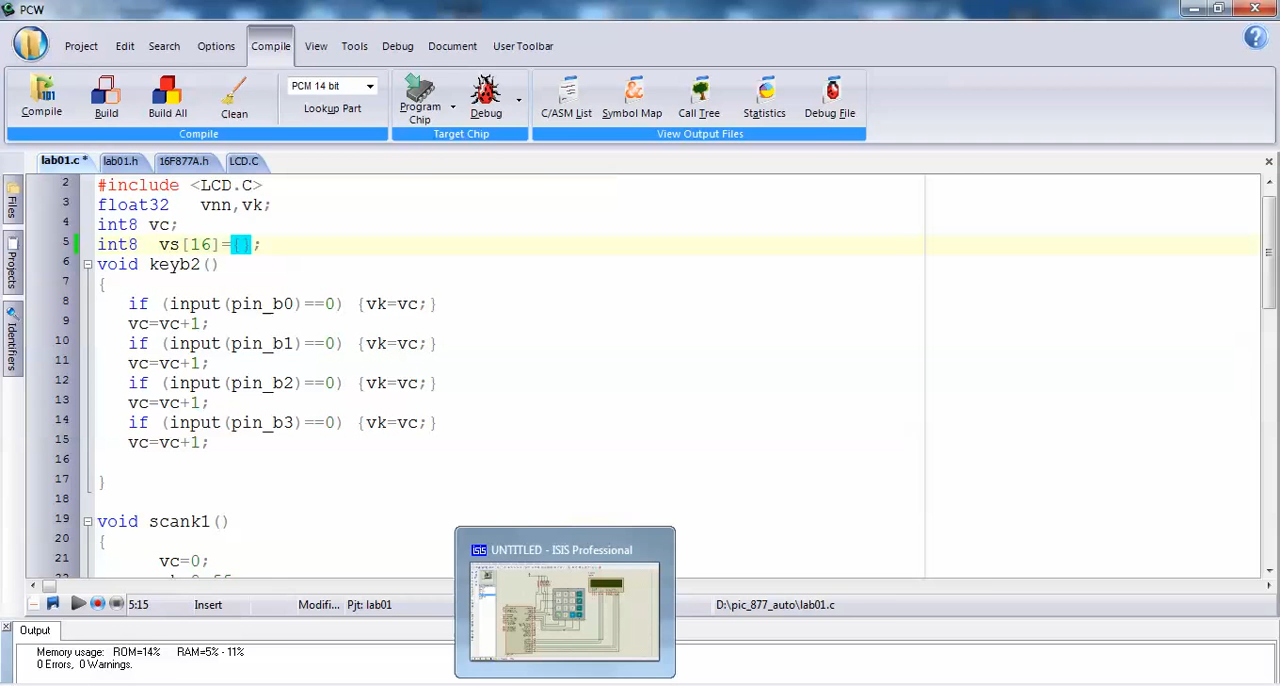 PCW
Project Edit Search Options Compile View Tools Debug Document User Toolbar
Compile Build Build All Clean PCM 14 bit Lookup Part Program Chip Debug C/ASM List Symbol Map Call Tree Statistics Debug File
Compile Target Chip View Output Files
lab01.c * lab01.h 16F877A.h LCD.C
Files
Projects
Identifiers
2 #include <LCD.C>
3 float32 vnn,vk;
4 int8 vc;
5 int8 vs[16]={};
6 void keyb2()
7 {
8 if (input(pin_b0)==0) {vk=vc;}
9 vc=vc+1;
10 if (input(pin_b1)==0) {vk=vc;}
11 vc=vc+1;
12 if (input(pin_b2)==0) {vk=vc;}
13 vc=vc+1;
14 if (input(pin_b3)==0) {vk=vc;}
15 vc=vc+1;
16
17 }
18
19 void scank1()
20 {
21 vc=0;
UNTITLED - ISIS Professional
5:15 Insert Modifi... Pjt: lab01 D:\pic_877_auto\lab01.c
Output
Memory usage: ROM=14% RAM=5% - 11%
0 Errors, 0 Warnings.